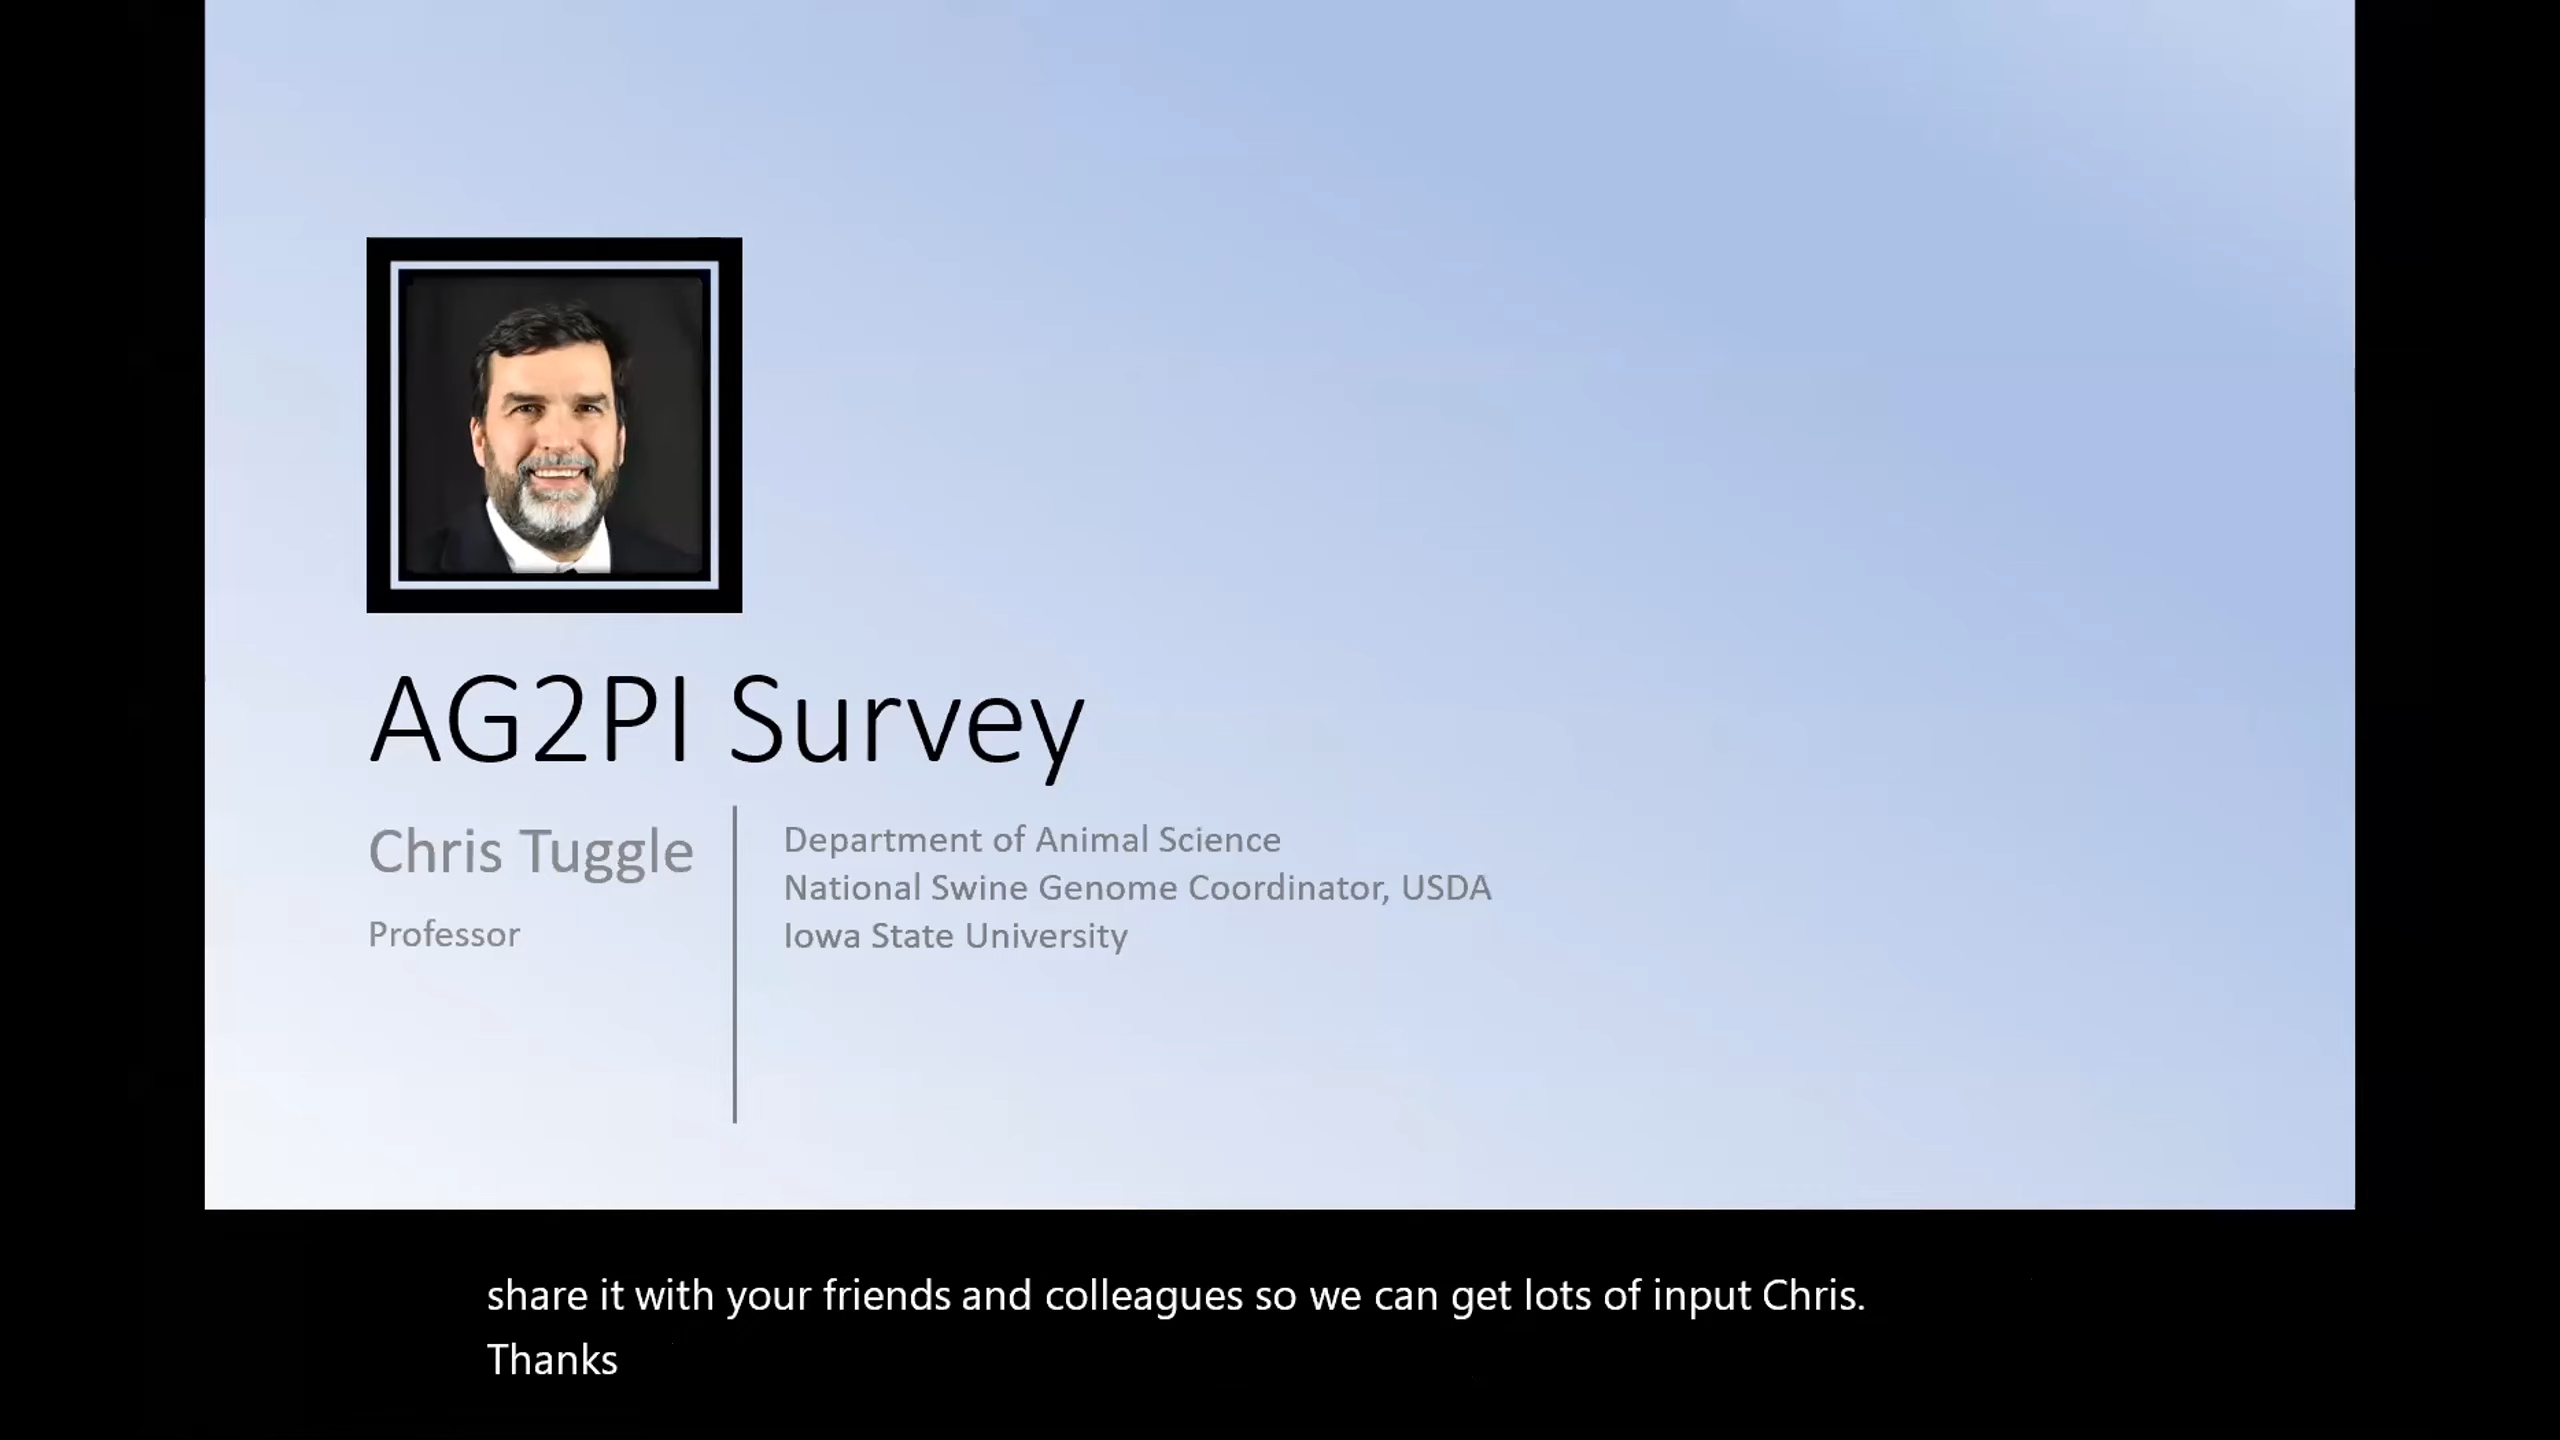 AG2PI Survey
Chris Tuggle
Professor
Department of Animal Science
National Swine Genome Coordinator, USDA
Iowa State University
share it with your friends and colleagues so we can get lots of input Chris.
Thanks